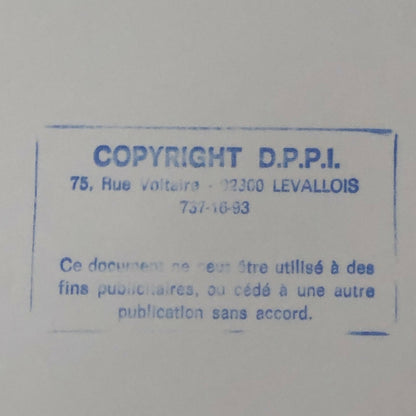 COPYRIGHT D.P.P.I.
75, Rue Voltaire - 92300 LEVALLOIS
737-16-93
Ce document ne peut être utilisé à des
fins publicitaires, ou cédé à une autre
publication sans accord.